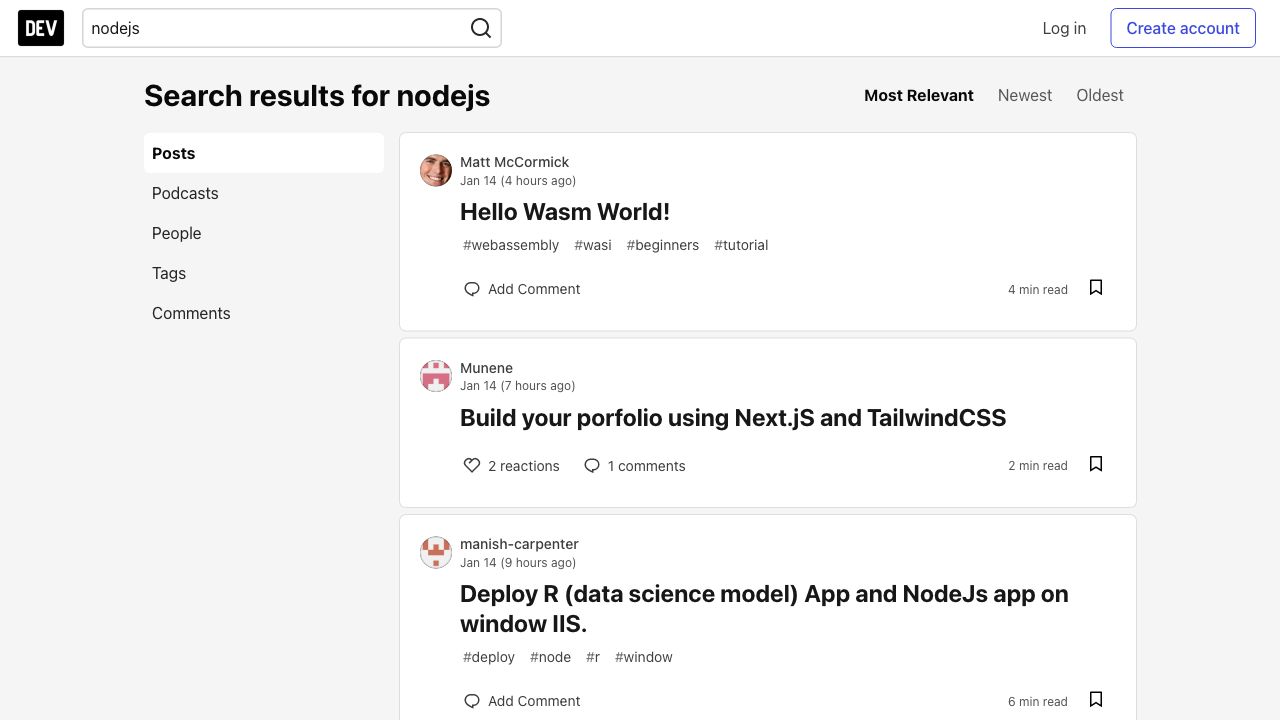 DEV
nodejs
Log in
Create account
Search results for nodejs
Most Relevant
Newest
Oldest
Posts
Podcasts
People
Tags
Comments
Matt McCormick
Jan 14 (4 hours ago)
Hello Wasm World!
#webassembly #wasi #beginners #tutorial
Add Comment
4 min read
Munene
Jan 14 (7 hours ago)
Build your porfolio using Next.jS and TailwindCSS
2 reactions
1 comments
2 min read
manish-carpenter
Jan 14 (9 hours ago)
Deploy R (data science model) App and NodeJs app on
window IIS.
#deploy #node #r #window
Add Comment
6 min read